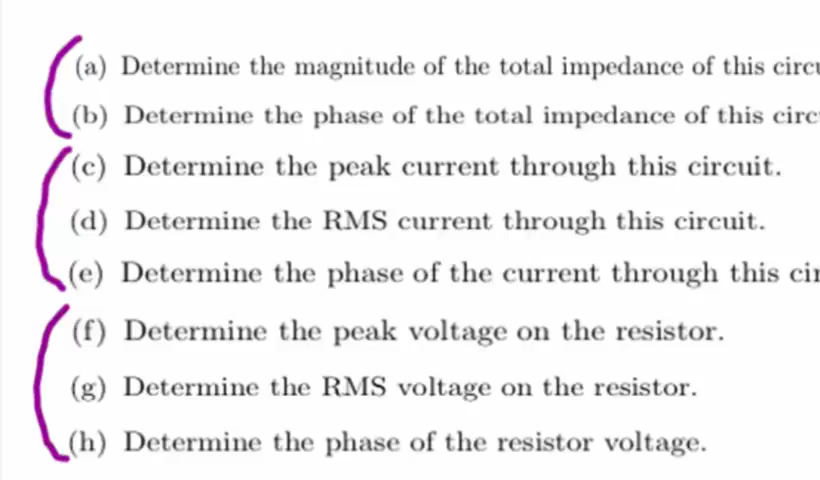 (a) Determine the magnitude of the total impedance of this circu
(b) Determine the phase of the total impedance of this circ
(c) Determine the peak current through this circuit.
(d) Determine the RMS current through this circuit.
(e) Determine the phase of the current through this cir
(f) Determine the peak voltage on the resistor.
(g) Determine the RMS voltage on the resistor.
(h) Determine the phase of the resistor voltage.